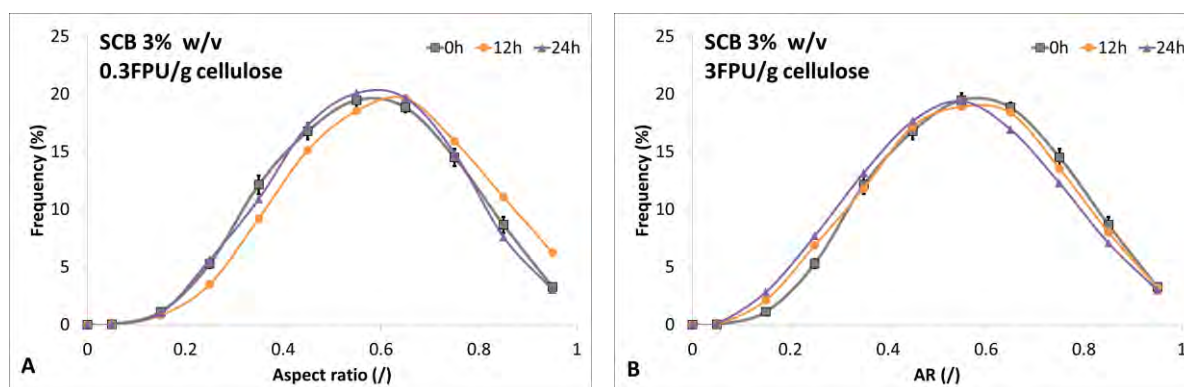 SCB 3% w/v
0.3FPU/g cellulose
0h 12h 24h
Frequency (%)
25
20
15
10
5
0
0 0.2 0.4 0.6 0.8 1
Aspect ratio (/)
A
SCB 3% w/v
3FPU/g cellulose
0h 12h 24h
Frequency (%)
25
20
15
10
5
0
0 0.2 0.4 0.6 0.8 1
AR (/)
B